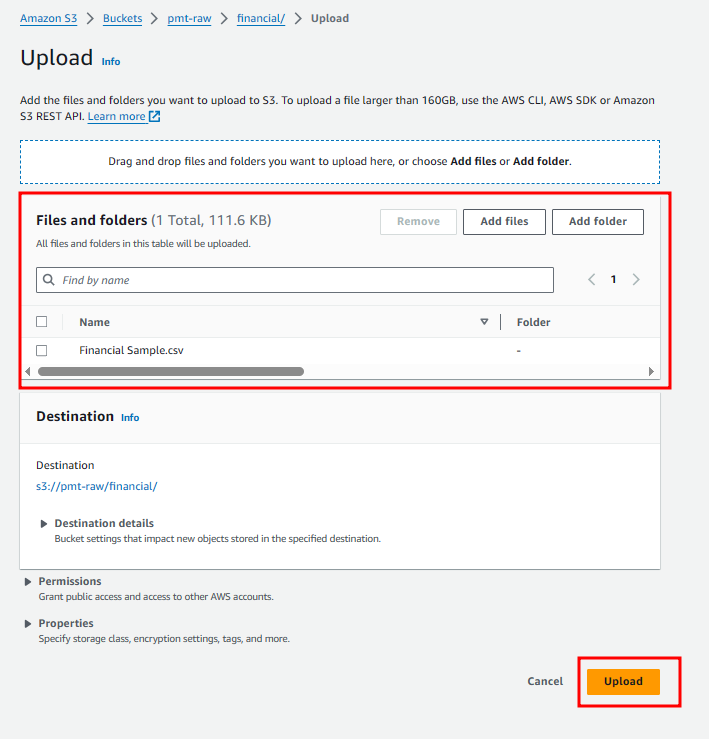 Amazon S3 > Buckets > pmt-raw > financial/ > Upload
Upload Info
Add the files and folders you want to upload to S3. To upload a file larger than 160GB, use the AWS CLI, AWS SDK or Amazon
S3 REST API. Learn more
Drag and drop files and folders you want to upload here, or choose Add files or Add folder.
Files and folders (1 Total, 111.6 KB)
Remove
Add files
Add folder
All files and folders in this table will be uploaded.
Find by name
1
Name
Folder
Financial Sample.csv
-
Destination Info
Destination
s3://pmt-raw/financial/
Destination details
Bucket settings that impact new objects stored in the specified destination.
Permissions
Grant public access and access to other AWS accounts.
Properties
Specify storage class, encryption settings, tags, and more.
Cancel
Upload